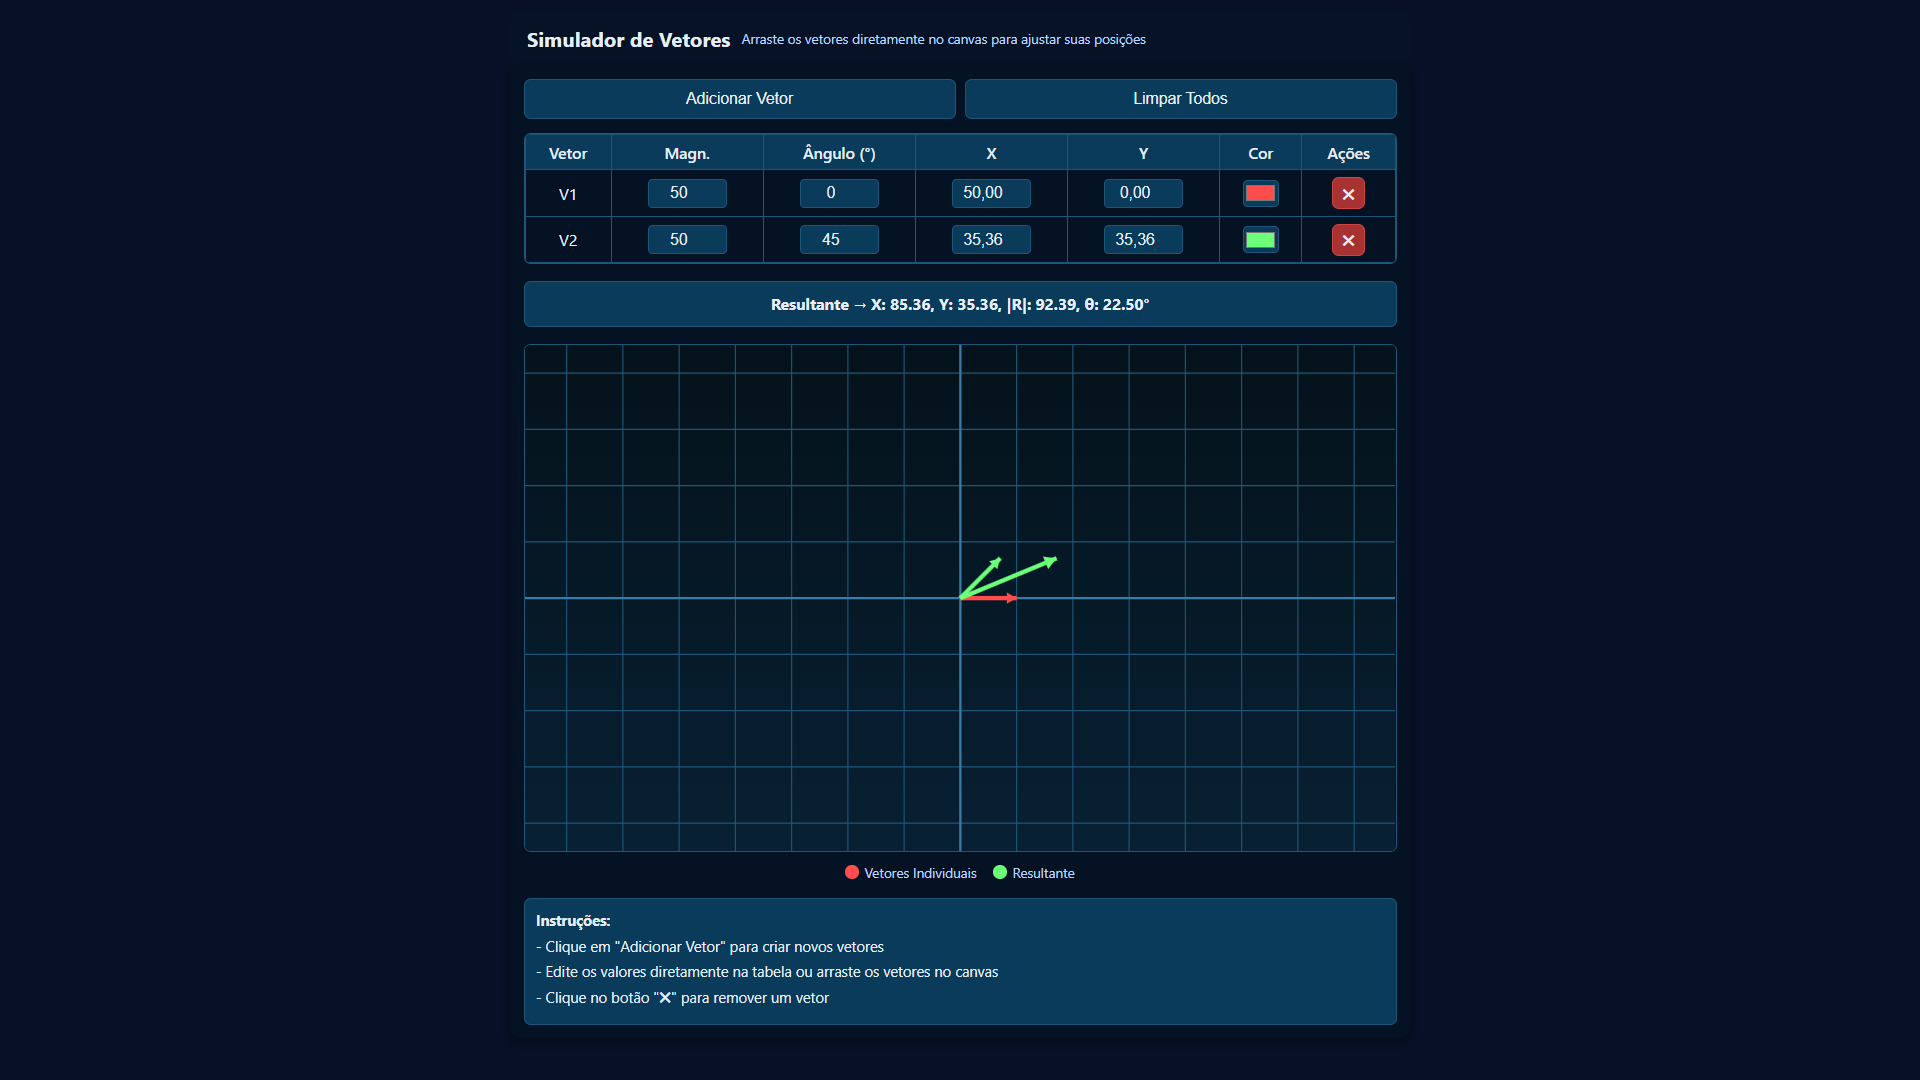 Simulador de Vetores Arraste os vetores diretamente no canvas para ajustar suas posições
Adicionar Vetor Limpar Todos
Vetor Magn. Ângulo (°) X Y Cor Ações
V1 50 0 50,00 0,00 ✕
V2 50 45 35,36 35,36 ✕
Resultante → X: 85.36, Y: 35.36, |R|: 92.39, θ: 22.50°
Vetores Individuais Resultante
Instruções:
- Clique em "Adicionar Vetor" para criar novos vetores
- Edite os valores diretamente na tabela ou arraste os vetores no canvas
- Clique no botão "✕" para remover um vetor